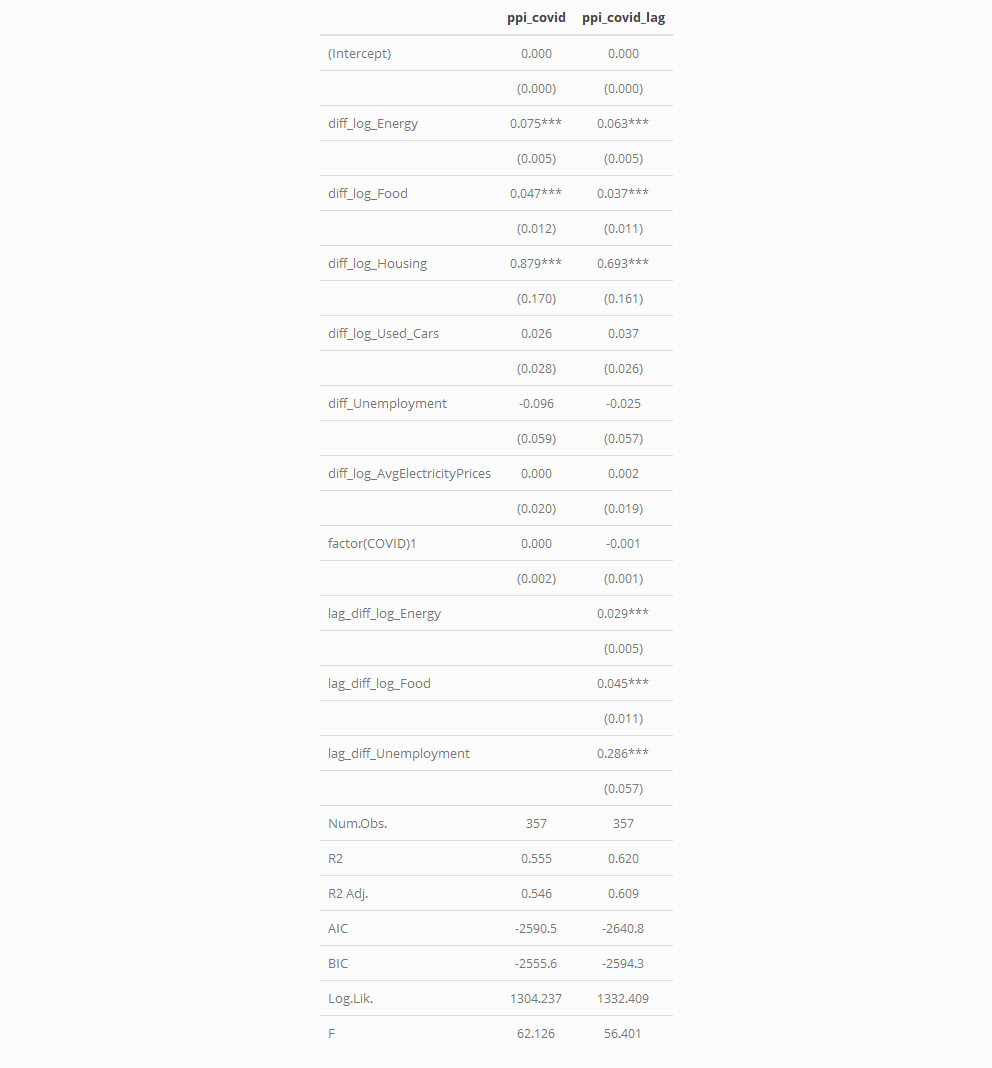 ppi_covid ppi_covid_lag
(Intercept) 0.000 0.000
(0.000) (0.000)
diff_log_Energy 0.075*** 0.063***
(0.005) (0.005)
diff_log_Food 0.047*** 0.037***
(0.012) (0.011)
diff_log_Housing 0.879*** 0.693***
(0.170) (0.161)
diff_log_Used_Cars 0.026 0.037
(0.028) (0.026)
diff_Unemployment -0.096 -0.025
(0.059) (0.057)
diff_log_AvgElectricityPrices 0.000 0.002
(0.020) (0.019)
factor(COVID)1 0.000 -0.001
(0.002) (0.001)
lag_diff_log_Energy 0.029***
(0.005)
lag_diff_log_Food 0.045***
(0.011)
lag_diff_Unemployment 0.286***
(0.057)
Num.Obs. 357 357
R2 0.555 0.620
R2 Adj. 0.546 0.609
AIC -2590.5 -2640.8
BIC -2555.6 -2594.3
Log.Lik. 1304.237 1332.409
F 62.126 56.401